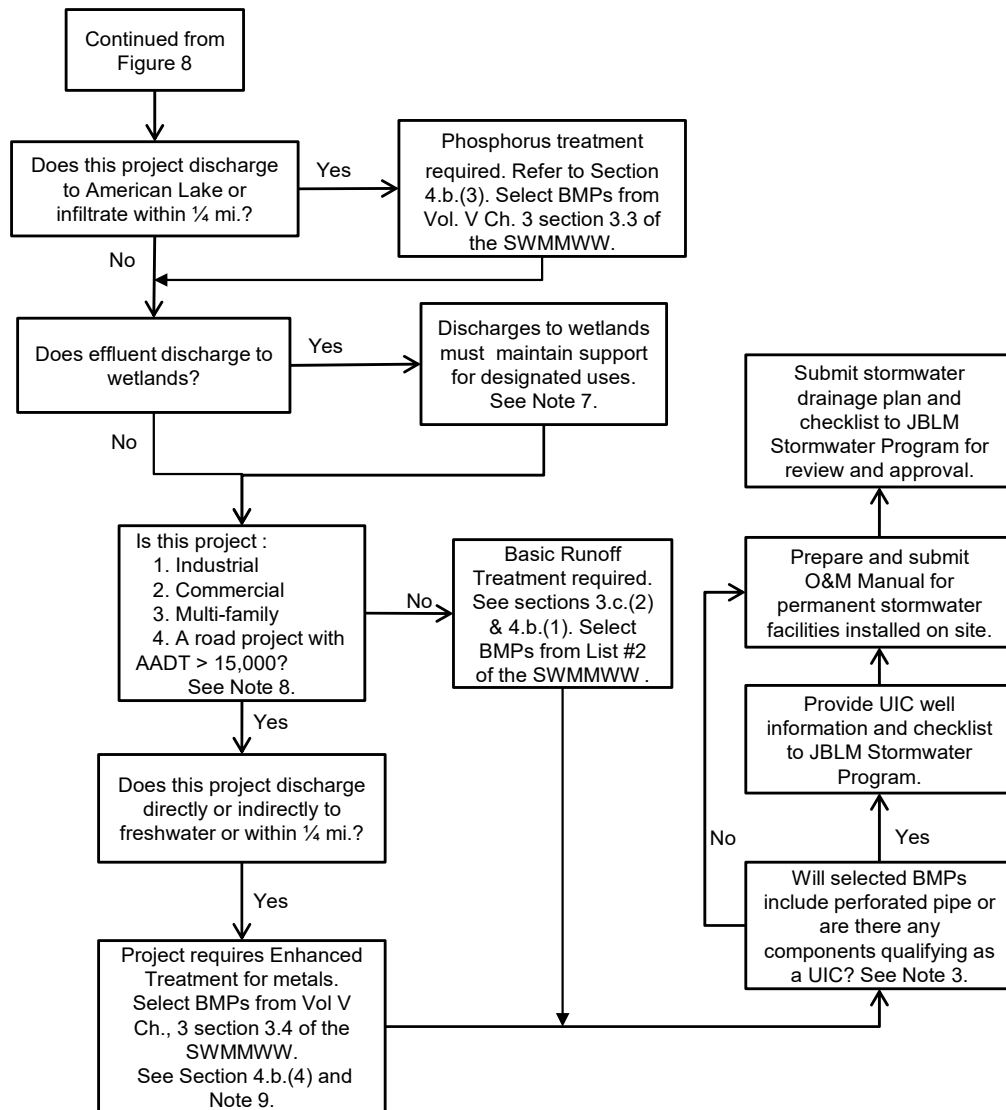 Continued from
Figure 8
Does this project discharge
to American Lake or
infiltrate within ¼ mi.?
Yes
Phosphorus treatment
required. Refer to Section
4.b.(3). Select BMPs from
Vol. V Ch. 3 section 3.3 of
the SWMMWW.
No
Does effluent discharge to
wetlands?
Yes
Discharges to wetlands
must maintain support
for designated uses.
See Note 7.
No
Is this project :
1. Industrial
2. Commercial
3. Multi-family
4. A road project with
AADT > 15,000?
See Note 8.
No
Basic Runoff
Treatment required.
See sections 3.c.(2)
& 4.b.(1). Select
BMPs from List #2
of the SWMMWW .
Yes
Does this project discharge
directly or indirectly to
freshwater or within ¼ mi.?
Yes
Project requires Enhanced
Treatment for metals.
Select BMPs from Vol V
Ch., 3 section 3.4 of the
SWMMWW.
See Section 4.b.(4) and
Note 9.
Will selected BMPs
include perforated pipe or
are there any
components qualifying as
a UIC? See Note 3.
No
Yes
Provide UIC well
information and checklist
to JBLM Stormwater
Program.
Prepare and submit
O&M Manual for
permanent stormwater
facilities installed on site.
Submit stormwater
drainage plan and
checklist to JBLM
Stormwater Program for
review and approval.